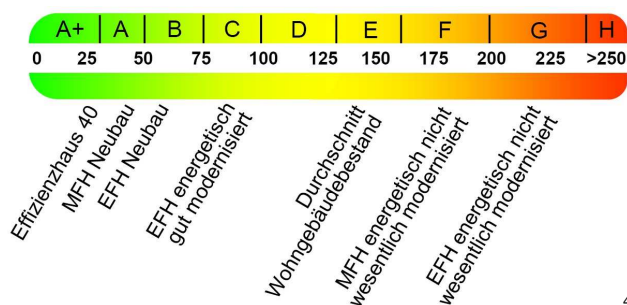 A+ A B C D E F G H
0 25 50 75 100 125 150 175 200 225 >250
Effizienzhaus 40
MFH Neubau
EFH Neubau
EFH energetisch
gut modernisiert
Durchschnitt
Wohngebäudebestand
MFH energetisch nicht
wesentlich modernisiert
EFH energetisch nicht
wesentlich modernisiert